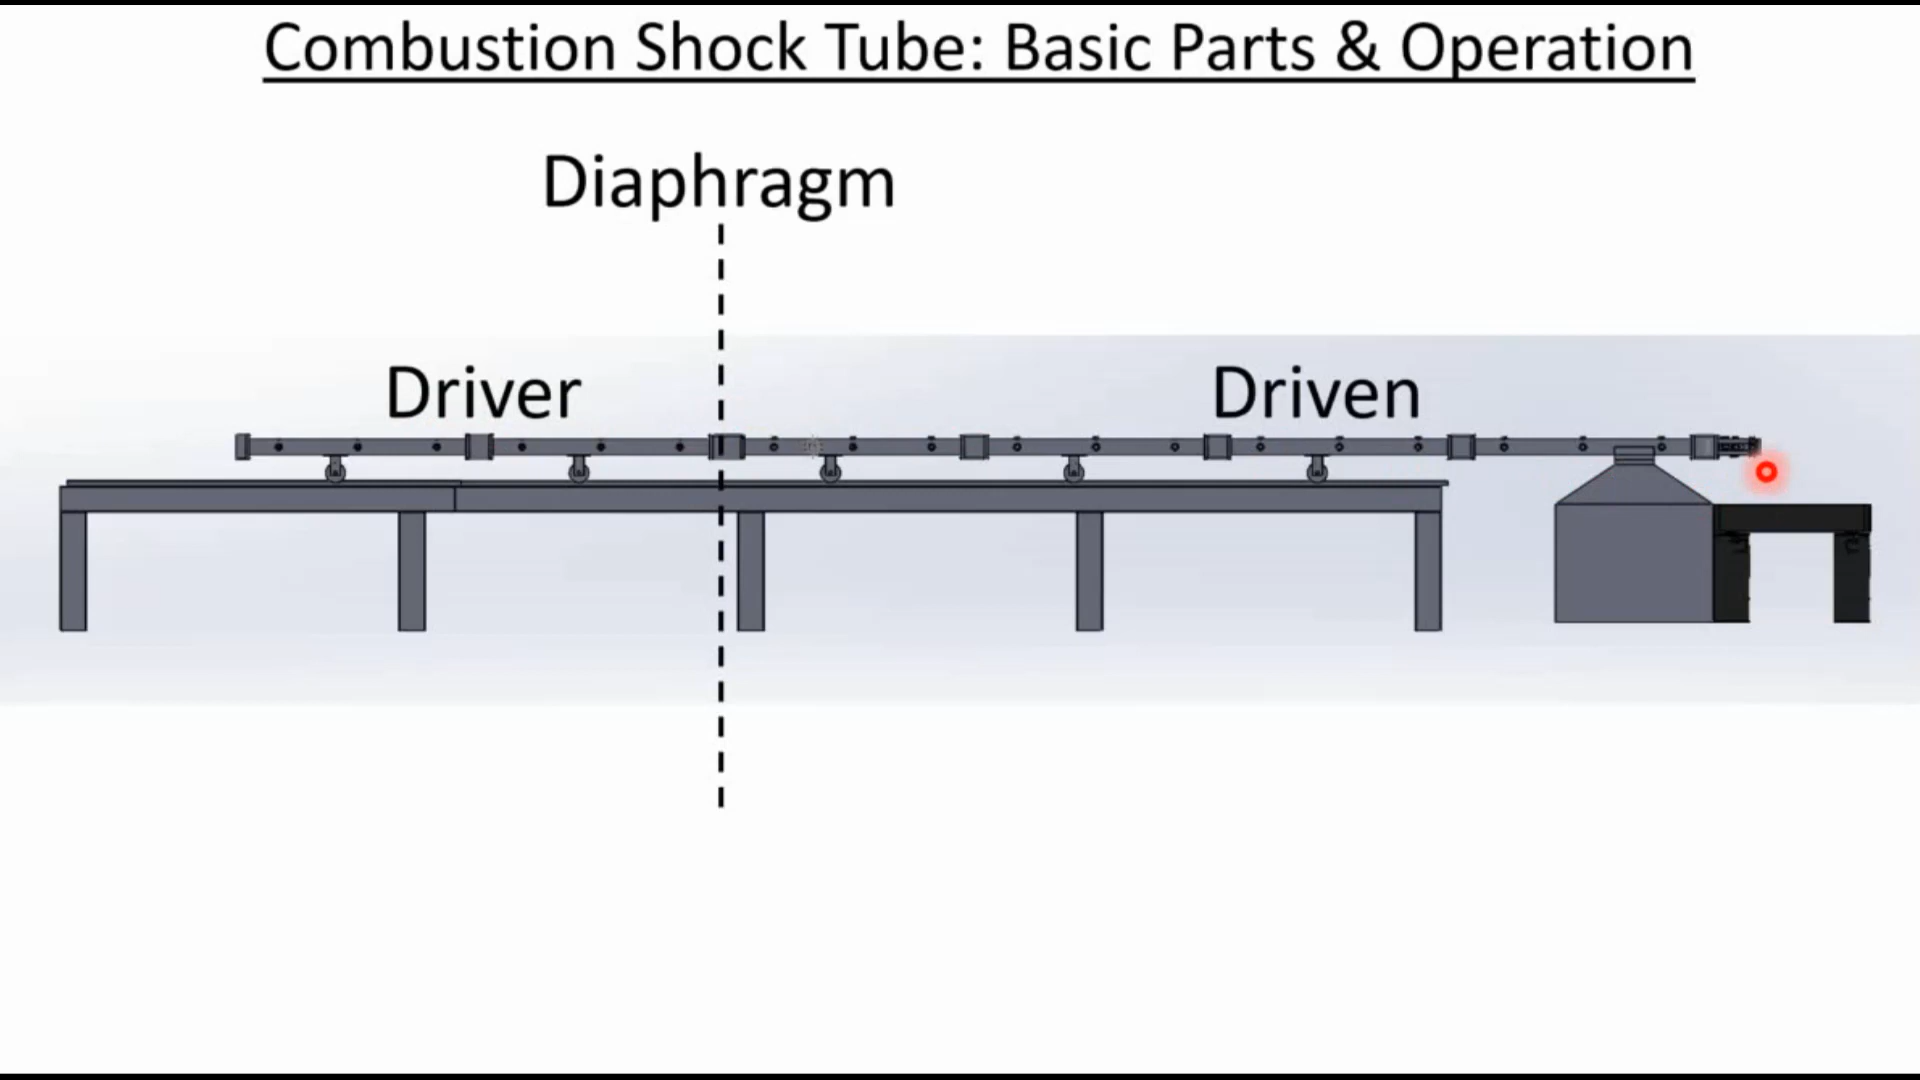 Combustion Shock Tube: Basic Parts & Operation
Diaphragm
Driver
Driven